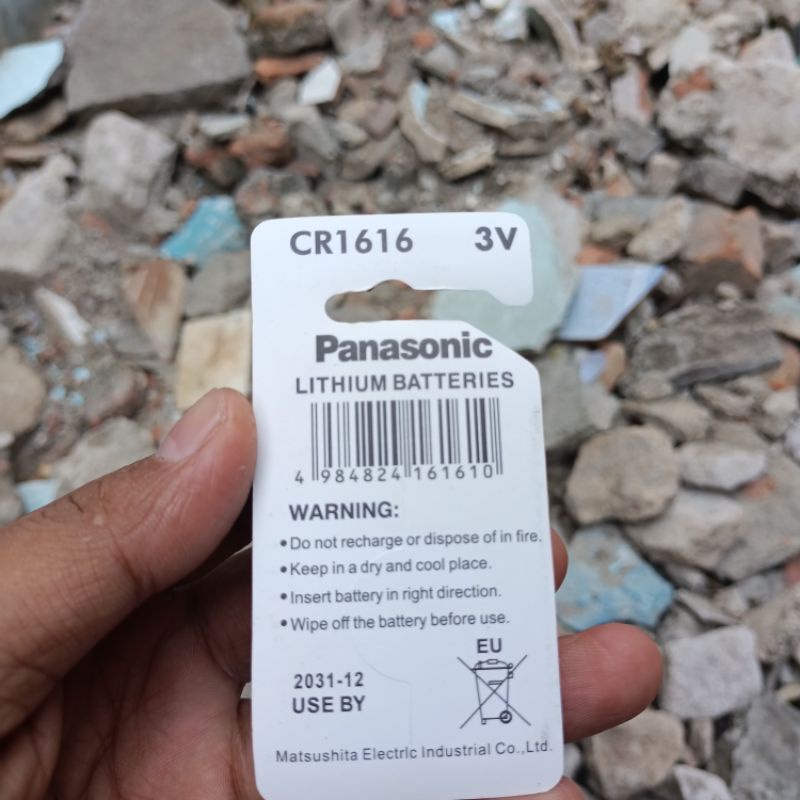 CR1616 3V
Panasonic
LITHIUM BATTERIES
4 984824 161610
WARNING:
•Do not recharge or dispose of in fire.
•Keep in a dry and cool place.
•Insert battery in right direction.
•Wipe off the battery before use.
EU
2031-12
USE BY
Matsushita Electric Industrial Co.,Ltd.